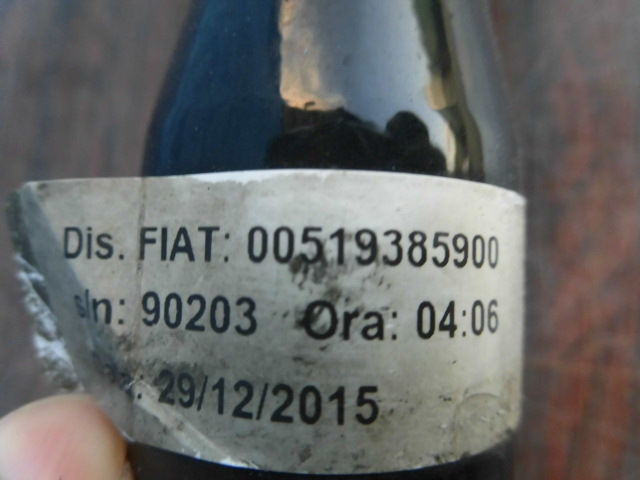 Dis. FIAT: 00519385900
s/n: 90203 Ora: 04:06
29/12/2015